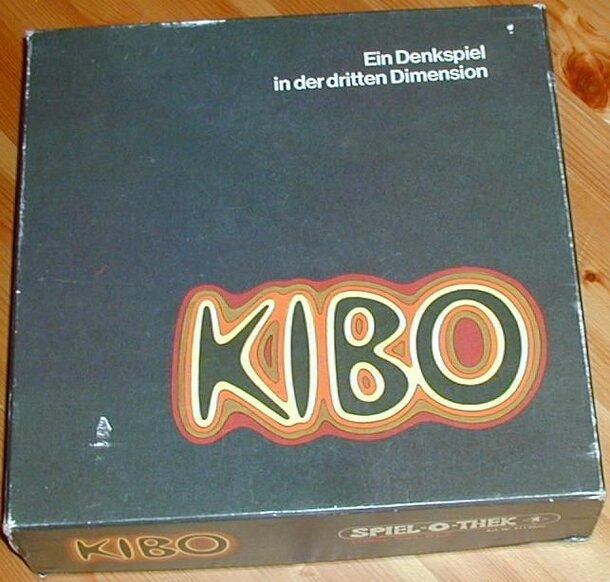 Ein Denkspiel
in der dritten Dimension
KIBO
KIBO
SPIEL-O-THEK